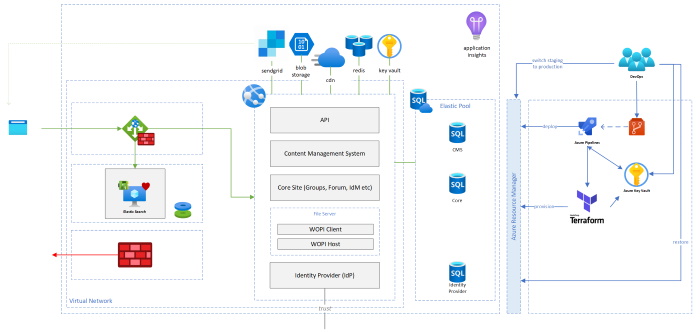 application
Insights
sendgrid
blob
storage
cdn
redis
key vault
10
01
SQL
Elastic Pool
API
Content Management System
Core Site (Groups, Forum, IdM etc)
File Server
WOPI Client
WOPI Host
Identity Provider (IdP)
trust
Elastic Search
Virtual Network
SQL
CMS
SQL
Core
SQL
Identity
Provider
Azure Resource Manager
switch staging
to production
DevOps
deploy
Azure Pipelines
Azure Key Vault
provision
Terraform
restore